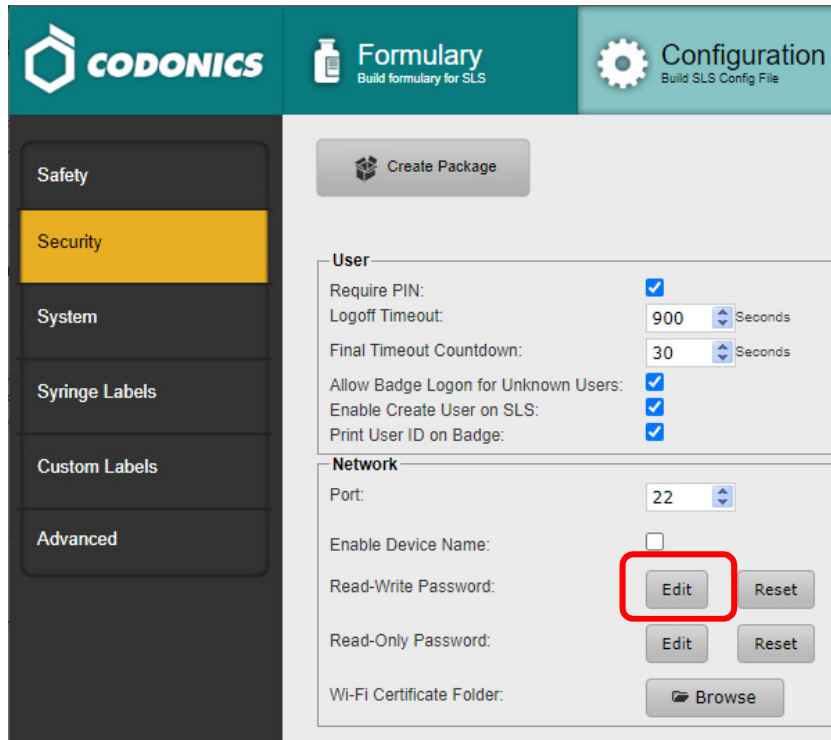 CODONICS
Formulary
Build formulary for SLS
Configuration
Build SLS Config File
Safety
Security
System
Syringe Labels
Custom Labels
Advanced
Create Package
User
Require PIN:
Logoff Timeout: 900 Seconds
Final Timeout Countdown: 30 Seconds
Allow Badge Logon for Unknown Users:
Enable Create User on SLS:
Print User ID on Badge:
Network
Port: 22
Enable Device Name:
Read-Write Password: Edit Reset
Read-Only Password: Edit Reset
Wi-Fi Certificate Folder: Browse